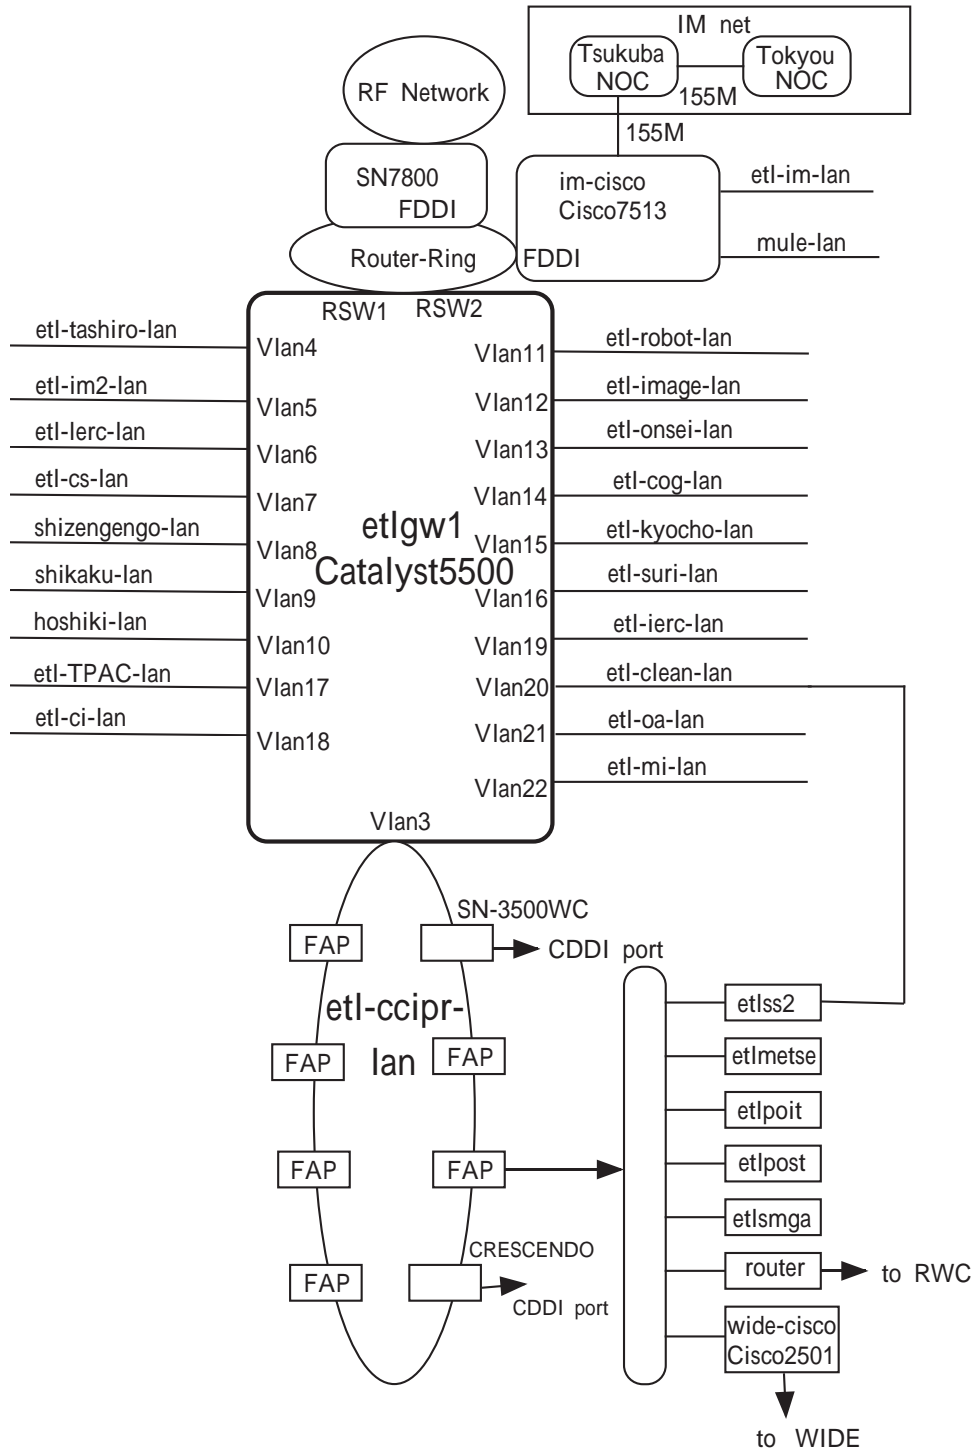 IM net
Tsukuba
NOC
Tokyou
NOC
155M
155M
RF Network
SN7800
FDDI
im-cisco
Cisco7513
FDDI
etl-im-lan
mule-lan
Router-Ring
RSW1
RSW2
etl-tashiro-lan
Vlan4
etl-im2-lan
Vlan5
etl-lerc-lan
Vlan6
etl-cs-lan
Vlan7
shizengengo-lan
Vlan8
shikaku-lan
Vlan9
hoshiki-lan
Vlan10
etl-TPAC-lan
Vlan17
etl-ci-lan
Vlan18
etlgw1
Catalyst5500
Vlan11
etl-robot-lan
Vlan12
etl-image-lan
Vlan13
etl-onsei-lan
Vlan14
etl-cog-lan
Vlan15
etl-kyocho-lan
Vlan16
etl-suri-lan
Vlan19
etl-ierc-lan
Vlan20
etl-clean-lan
Vlan21
etl-oa-lan
Vlan22
etl-mi-lan
Vlan3
SN-3500WC
CDDI port
FAP
etl-ccipr-
lan
FAP
FAP
FAP
FAP
FAP
CRESCENDO
CDDI port
etlss2
etlmetse
etlpoit
etlpost
etlsmga
router
to RWC
wide-cisco
Cisco2501
to WIDE